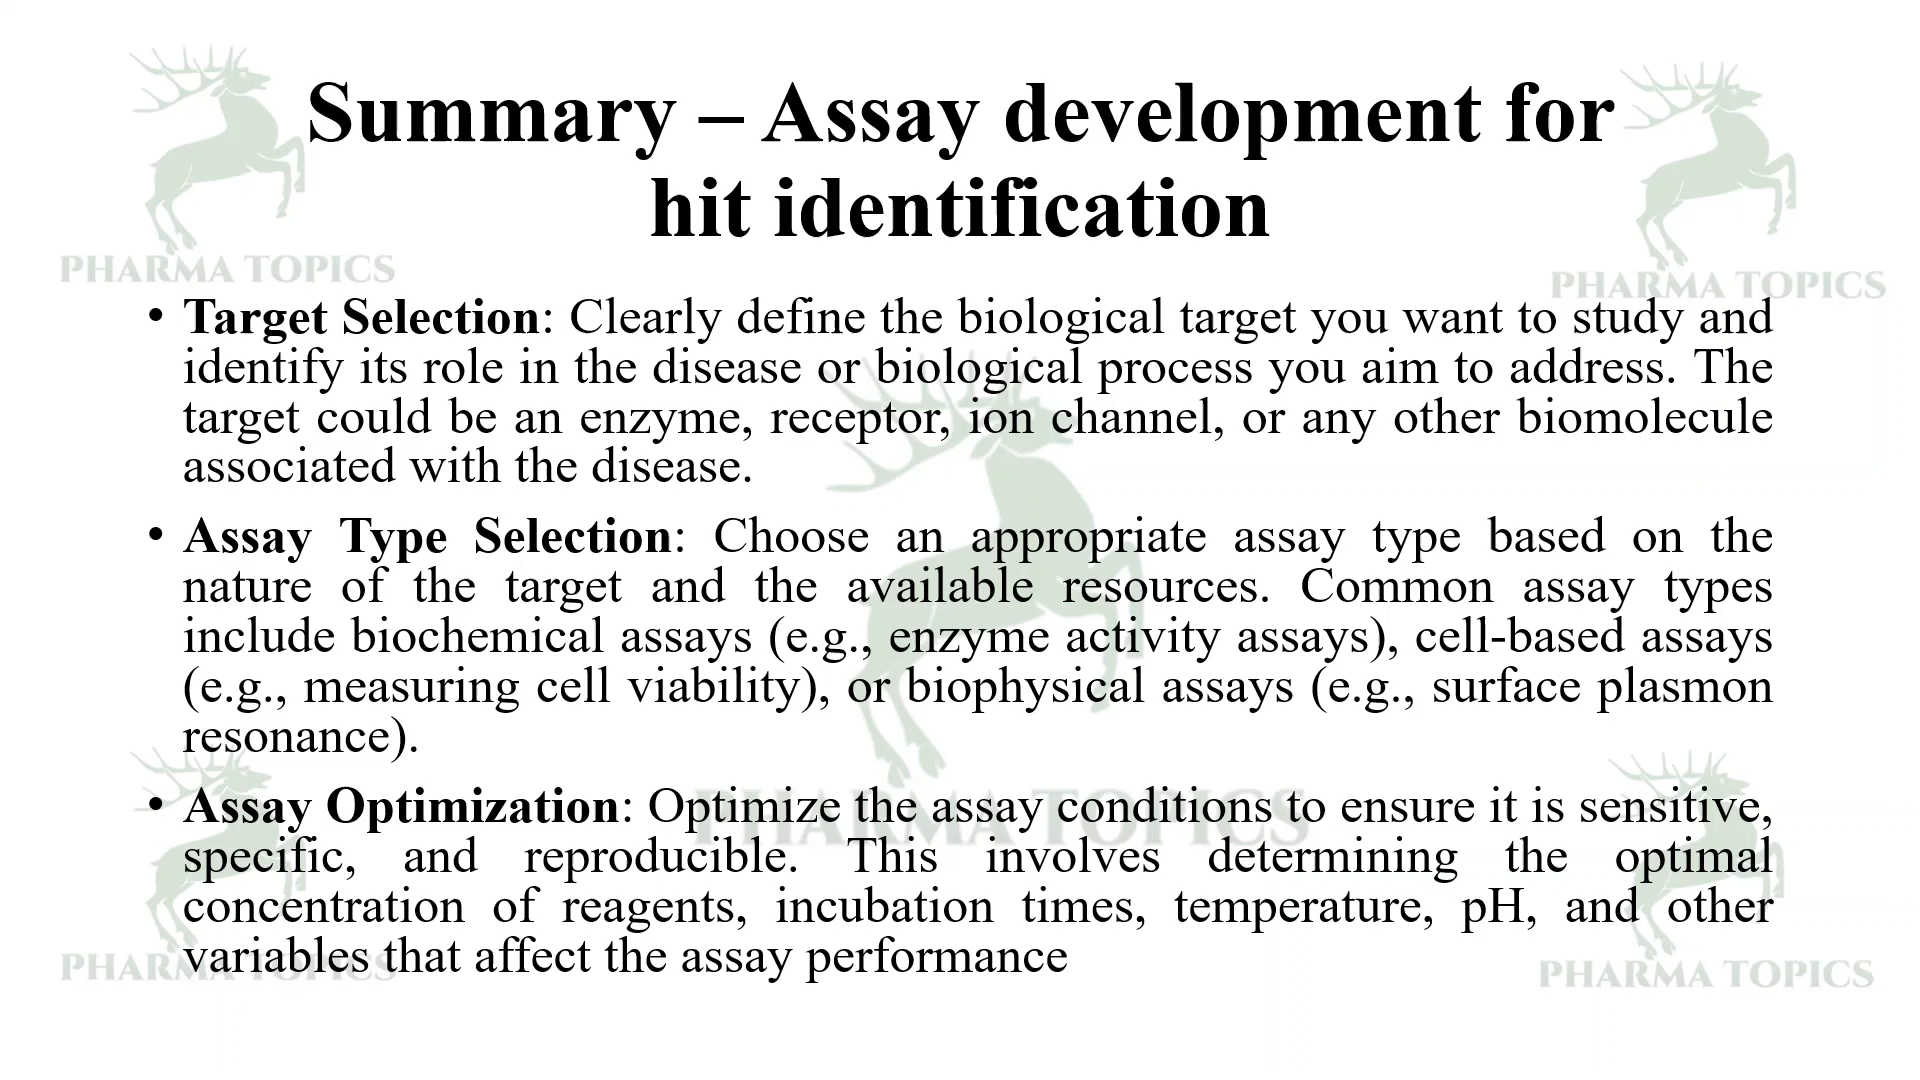 Summary – Assay development for
hit identification
PHARMA TOPICS
PHARMA TOPICS
• Target Selection: Clearly define the biological target you want to study and
identify its role in the disease or biological process you aim to address. The
target could be an enzyme, receptor, ion channel, or any other biomolecule
associated with the disease.
• Assay Type Selection: Choose an appropriate assay type based on the
nature of the target and the available resources. Common assay types
include biochemical assays (e.g., enzyme activity assays), cell-based assays
(e.g., measuring cell viability), or biophysical assays (e.g., surface plasmon
resonance).
• Assay Optimization: Optimize the assay conditions to ensure it is sensitive,
PHARMA TOPICS
specific, and reproducible. This involves determining the optimal
concentration of reagents, incubation times, temperature, pH, and other
variables that affect the assay performance
PHARMA TOPICS
PHARMA TOPICS